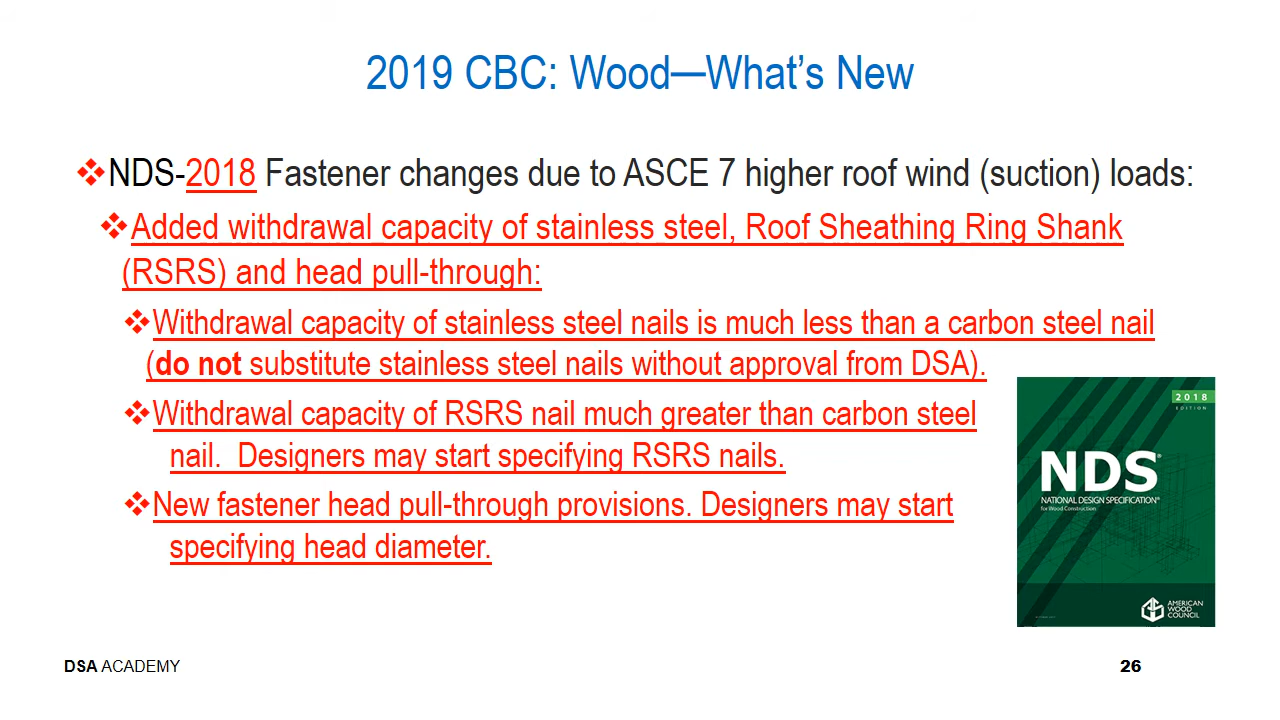 2019 CBC: Wood—What’s New
❖NDS-2018 Fastener changes due to ASCE 7 higher roof wind (suction) loads:
❖Added withdrawal capacity of stainless steel, Roof Sheathing Ring Shank
(RSRS) and head pull-through:
❖Withdrawal capacity of stainless steel nails is much less than a carbon steel nail
(do not substitute stainless steel nails without approval from DSA).
❖Withdrawal capacity of RSRS nail much greater than carbon steel
nail.  Designers may start specifying RSRS nails.
❖New fastener head pull-through provisions. Designers may start
specifying head diameter.
2018
EDITION
NDS®
NATIONAL DESIGN SPECIFICATION®
for Wood Construction
AMERICAN
WOOD
COUNCIL
DSA ACADEMY
26